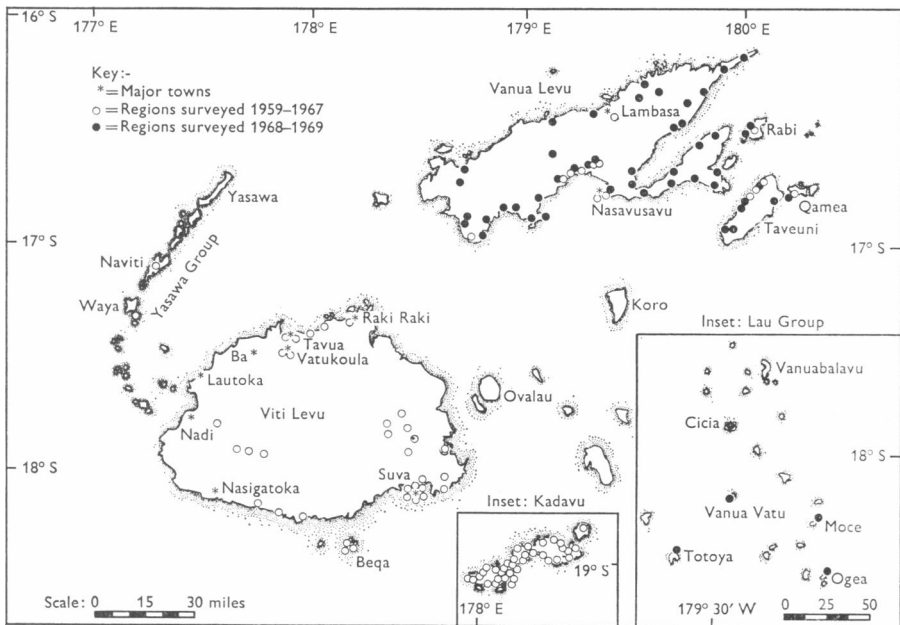 16° S
177° E
178° E
179° E
180° E
Key:-
*=Major towns
○=Regions surveyed 1959–1967
●=Regions surveyed 1968–1969
Vanua Levu
Lambasa
Rabi
Yasawa
Nasavusavu
Qamea
Taveuni
17° S
17° S
Naviti
Yasawa Group
Waya
Koro
Raki Raki
Inset: Lau Group
Tavua
Ba
Vatukoula
Vanuabalavu
Lautoka
Ovalau
Viti Levu
Cicia
Nadi
18° S
18° S
Suva
Nasigatoka
Inset: Kadavu
Vanua Vatu
Moce
Beqa
Totoya
19° S
Ogea
Scale: 0 15 30 miles
178° E
179° 30' W
0 25 50